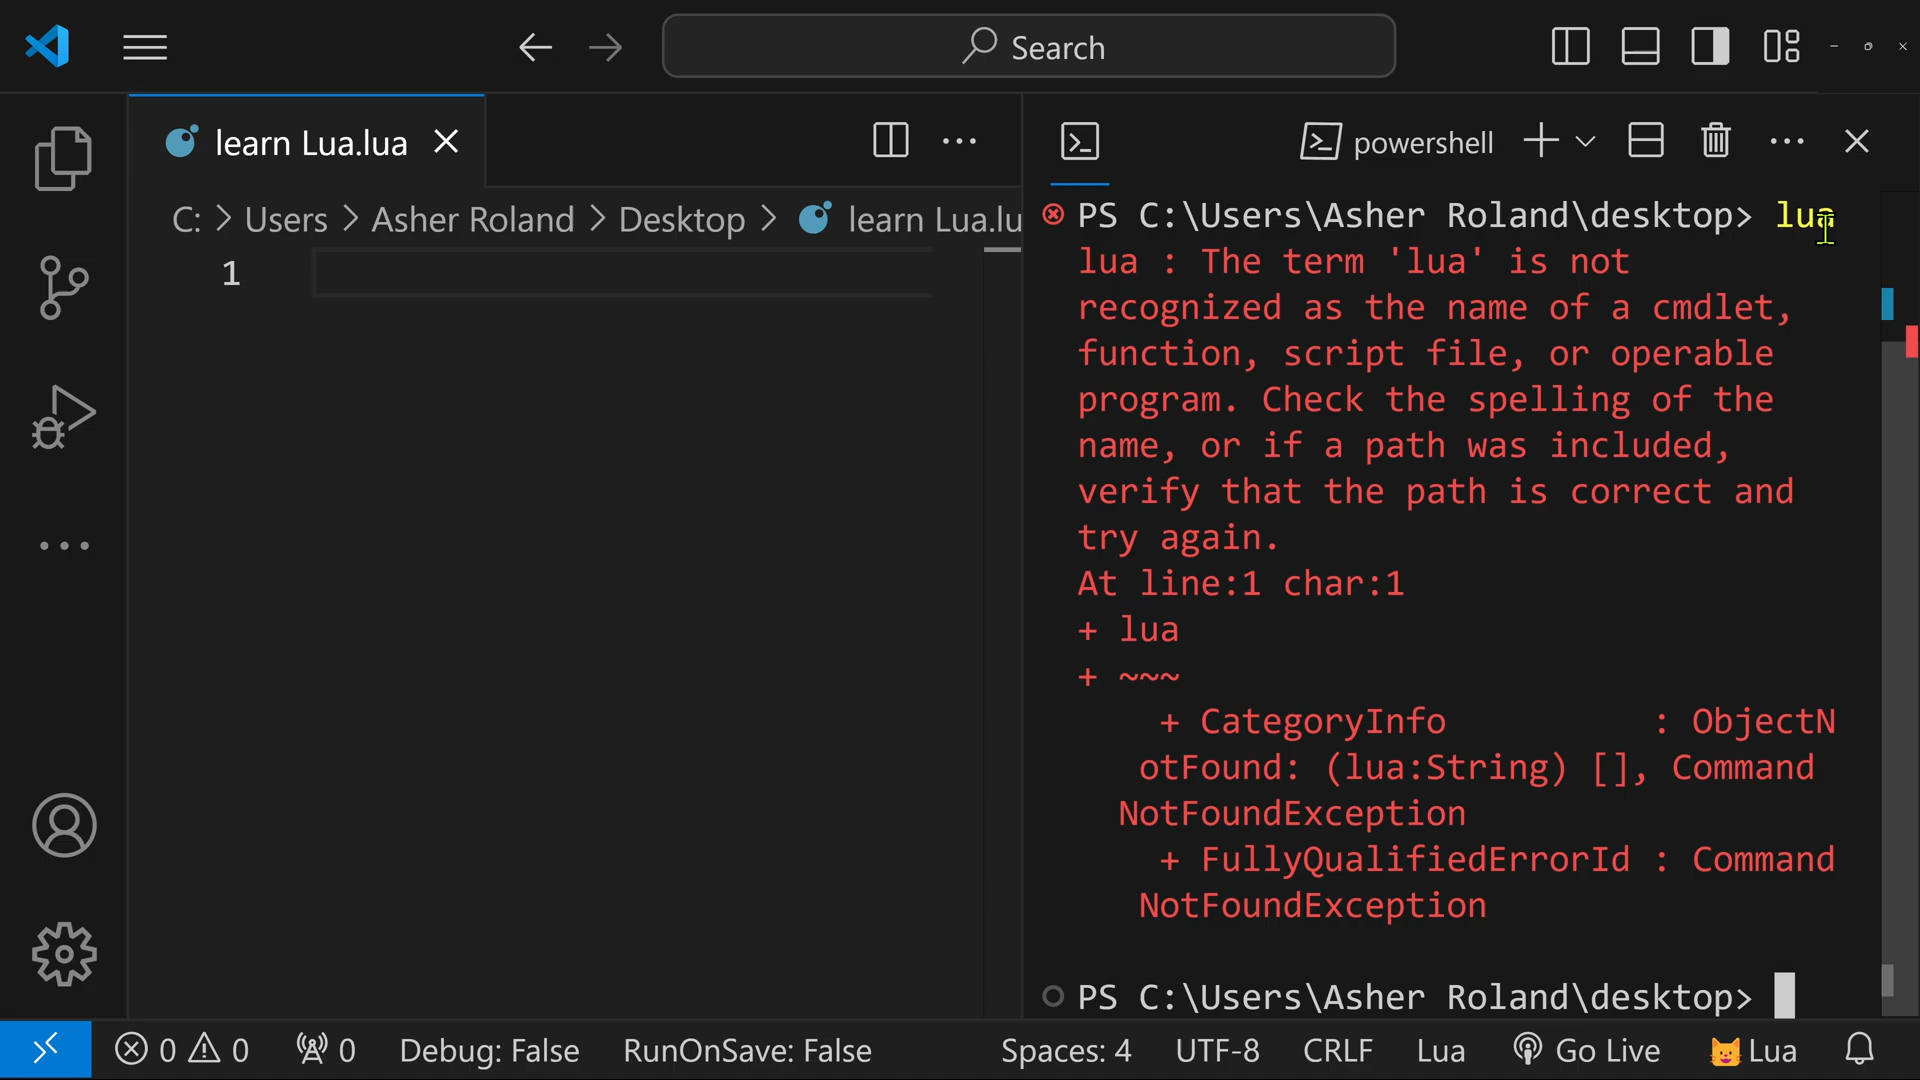 Search
learn Lua.lua
powershell
C: > Users > Asher Roland > Desktop > learn Lua.lu
1
PS C:\Users\Asher Roland\desktop> lua
lua : The term 'lua' is not
recognized as the name of a cmdlet,
function, script file, or operable
program. Check the spelling of the
name, or if a path was included,
verify that the path is correct and
try again.
At line:1 char:1
+ lua
+ ~~~
+ CategoryInfo          : ObjectN
otFound: (lua:String) [], Command
NotFoundException
+ FullyQualifiedErrorId : Command
NotFoundException
PS C:\Users\Asher Roland\desktop>
0 0 0 Debug: False RunOnSave: False Spaces: 4 UTF-8 CRLF Lua Go Live Lua